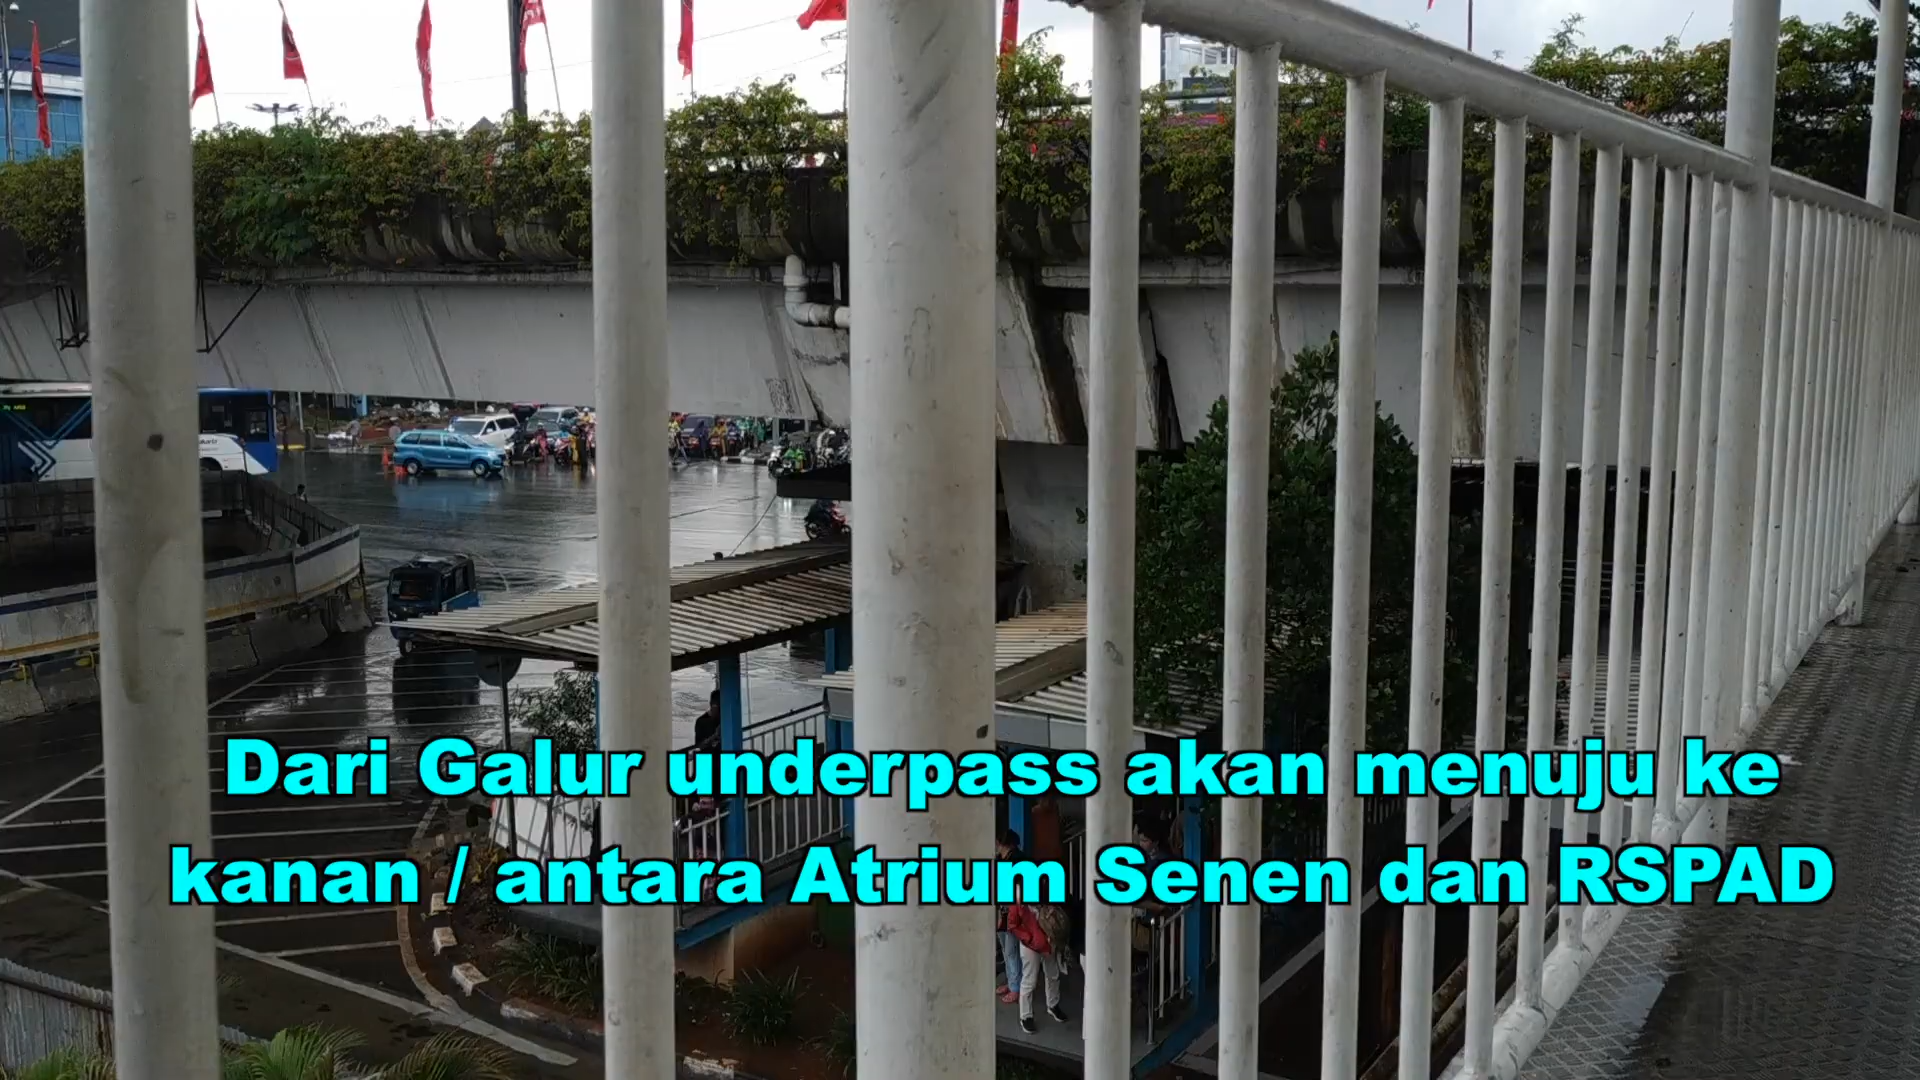 Dari Galur underpass akan menuju ke
kanan / antara Atrium Senen dan RSPAD